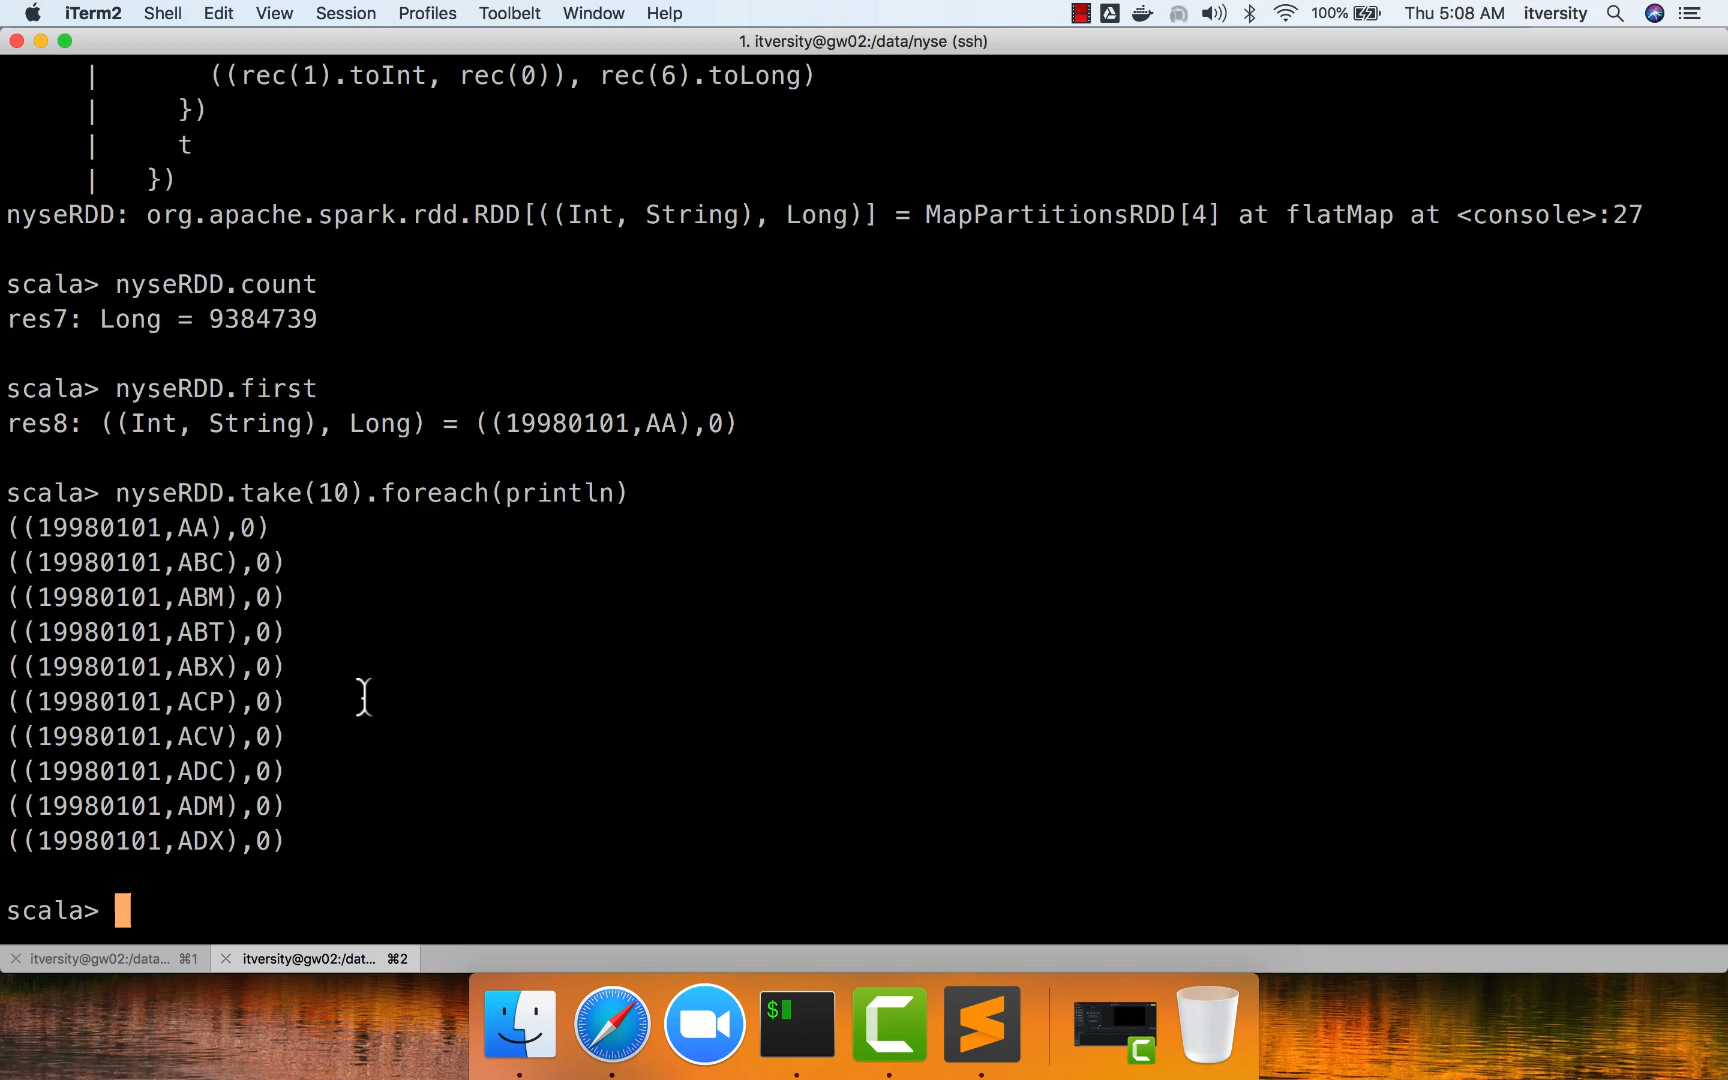 iTerm2 Shell Edit View Session Profiles Toolbelt Window Help 100% Thu 5:08 AM itversity
1. itversity@gw02:/data/nyse (ssh)
| ((rec(1).toInt, rec(0)), rec(6).toLong)
| })
| t
| })
nyseRDD: org.apache.spark.rdd.RDD[((Int, String), Long)] = MapPartitionsRDD[4] at flatMap at <console>:27
scala> nyseRDD.count
res7: Long = 9384739
scala> nyseRDD.first
res8: ((Int, String), Long) = ((19980101,AA),0)
scala> nyseRDD.take(10).foreach(println)
((19980101,AA),0)
((19980101,ABC),0)
((19980101,ABM),0)
((19980101,ABT),0)
((19980101,ABX),0)
((19980101,ACP),0)
((19980101,ACV),0)
((19980101,ADC),0)
((19980101,ADM),0)
((19980101,ADX),0)
scala>
itversity@gw02:/data... ⌘1 itversity@gw02:/dat... ⌘2
$